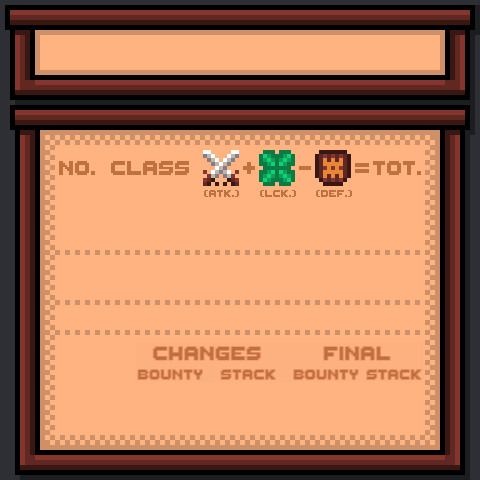 NO. CLASS + - =TOT.
(ATK.) (LCK.) (DEF.)
CHANGES FINAL
BOUNTY STACK BOUNTY STACK